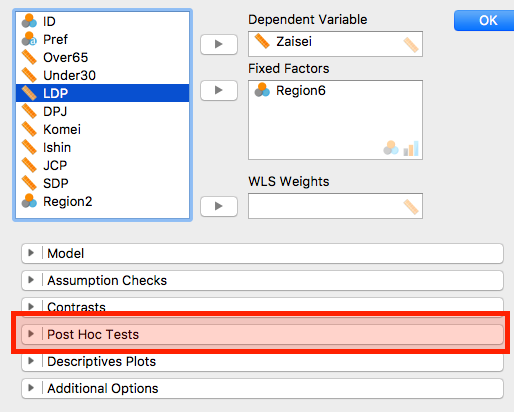 ID
Pref
Over65
Under30
LDP
DPJ
Komei
Ishin
JCP
SDP
Region2
Dependent Variable
Zaisei
Fixed Factors
Region6
WLS Weights
OK
Model
Assumption Checks
Contrasts
Post Hoc Tests
Descriptives Plots
Additional Options